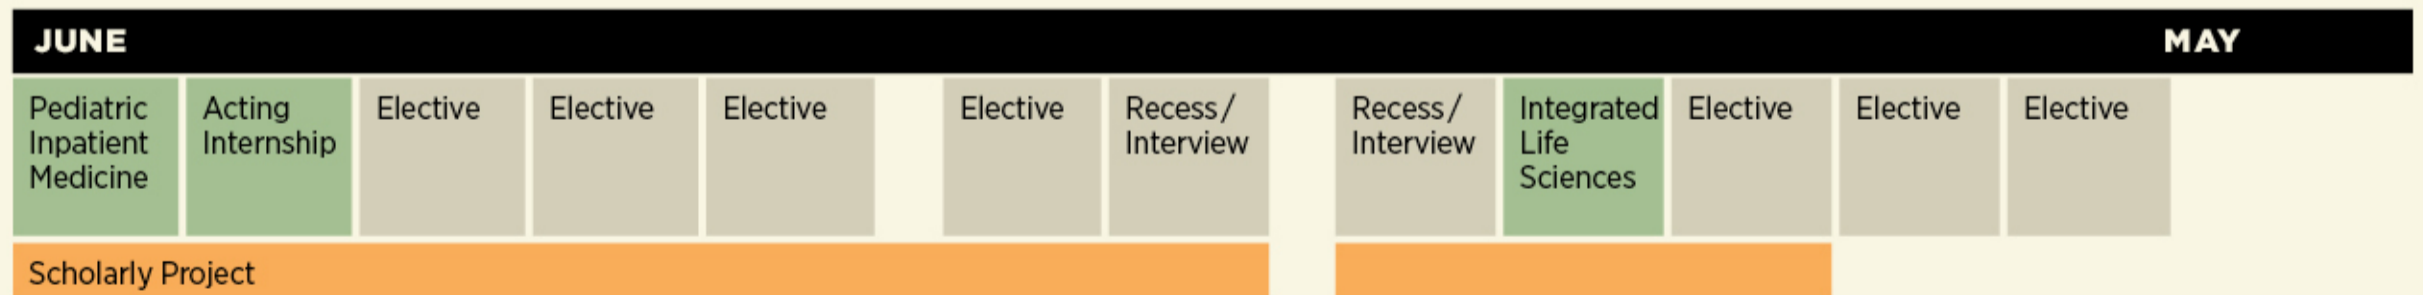 JUNE
MAY
Pediatric
Inpatient
Medicine
Acting
Internship
Elective
Elective
Elective
Elective
Recess/
Interview
Recess/
Interview
Integrated
Life
Sciences
Elective
Elective
Elective
Scholarly Project